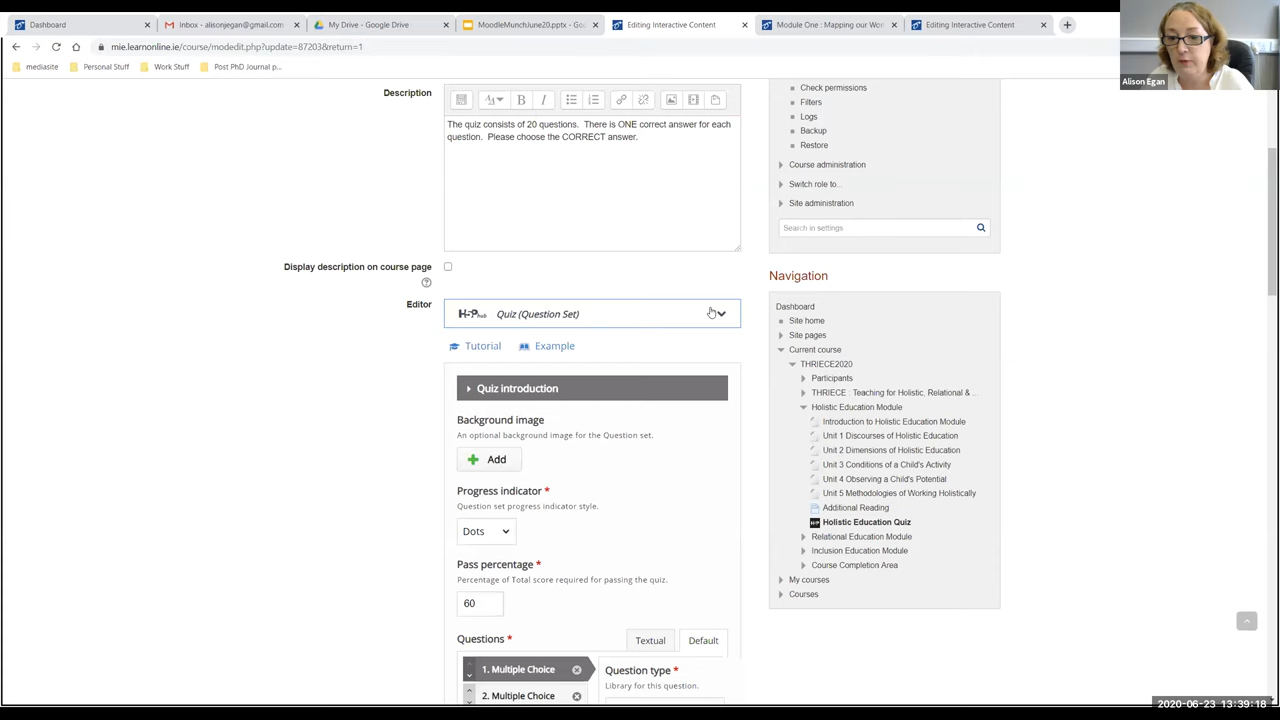 Dashboard
Inbox - alisonjegan@gmail.com
My Drive - Google Drive
MoodleMunchJune20.pptx - Goo
Editing Interactive Content
Module One : Mapping our Wor
Editing Interactive Content
mie.learnonline.ie/course/modedit.php?update=87203&return=1
mediasite
Personal Stuff
Work Stuff
Post PhD Journal p...
Alison Egan
Description
The quiz consists of 20 questions. There is ONE correct answer for each
question. Please choose the CORRECT answer.
Display description on course page
Editor
H-P hub Quiz (Question Set)
Tutorial
Example
Quiz introduction
Background image
An optional background image for the Question set.
Add
Progress indicator *
Question set progress indicator style.
Dots
Pass percentage *
Percentage of Total score required for passing the quiz.
60
Questions *
Textual
Default
1. Multiple Choice
2. Multiple Choice
Question type *
Library for this question.
Check permissions
Filters
Logs
Backup
Restore
Course administration
Switch role to...
Site administration
Search in settings
Navigation
Dashboard
Site home
Site pages
Current course
THRIECE2020
Participants
THRIECE : Teaching for Holistic, Relational & ...
Holistic Education Module
Introduction to Holistic Education Module
Unit 1 Discourses of Holistic Education
Unit 2 Dimensions of Holistic Education
Unit 3 Conditions of a Child's Activity
Unit 4 Observing a Child's Potential
Unit 5 Methodologies of Working Holistically
Additional Reading
Holistic Education Quiz
Relational Education Module
Inclusion Education Module
Course Completion Area
My courses
Courses
2020-06-23 13:39:18